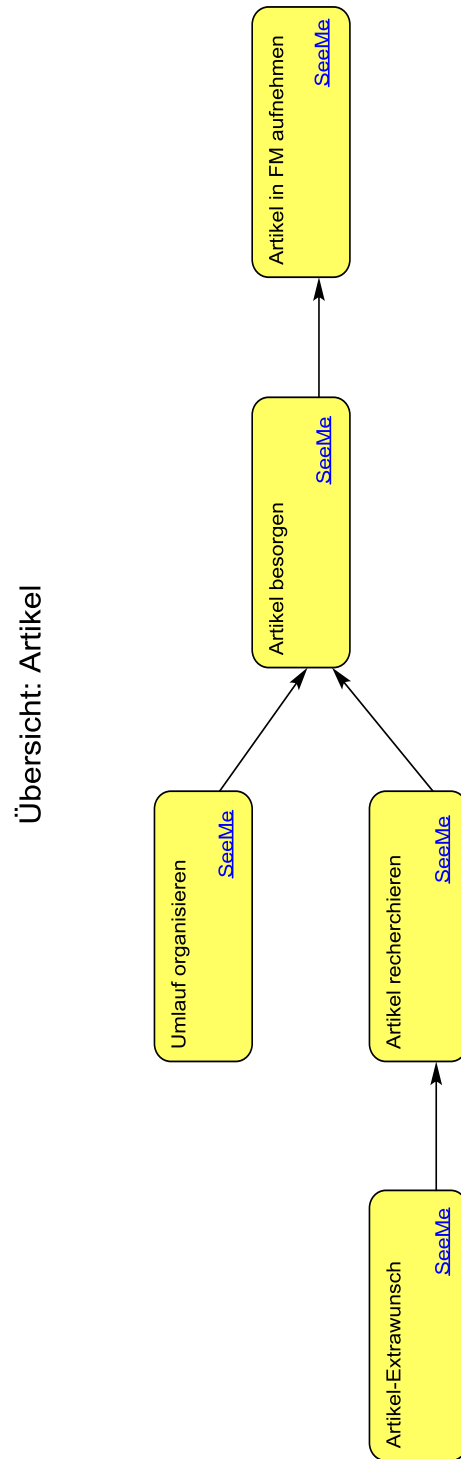 Übersicht: Artikel
Umlauf organisieren
SeeMe
Artikel-Extrawunsch
SeeMe
Artikel recherchieren
SeeMe
Artikel besorgen
SeeMe
Artikel in FM aufnehmen
SeeMe